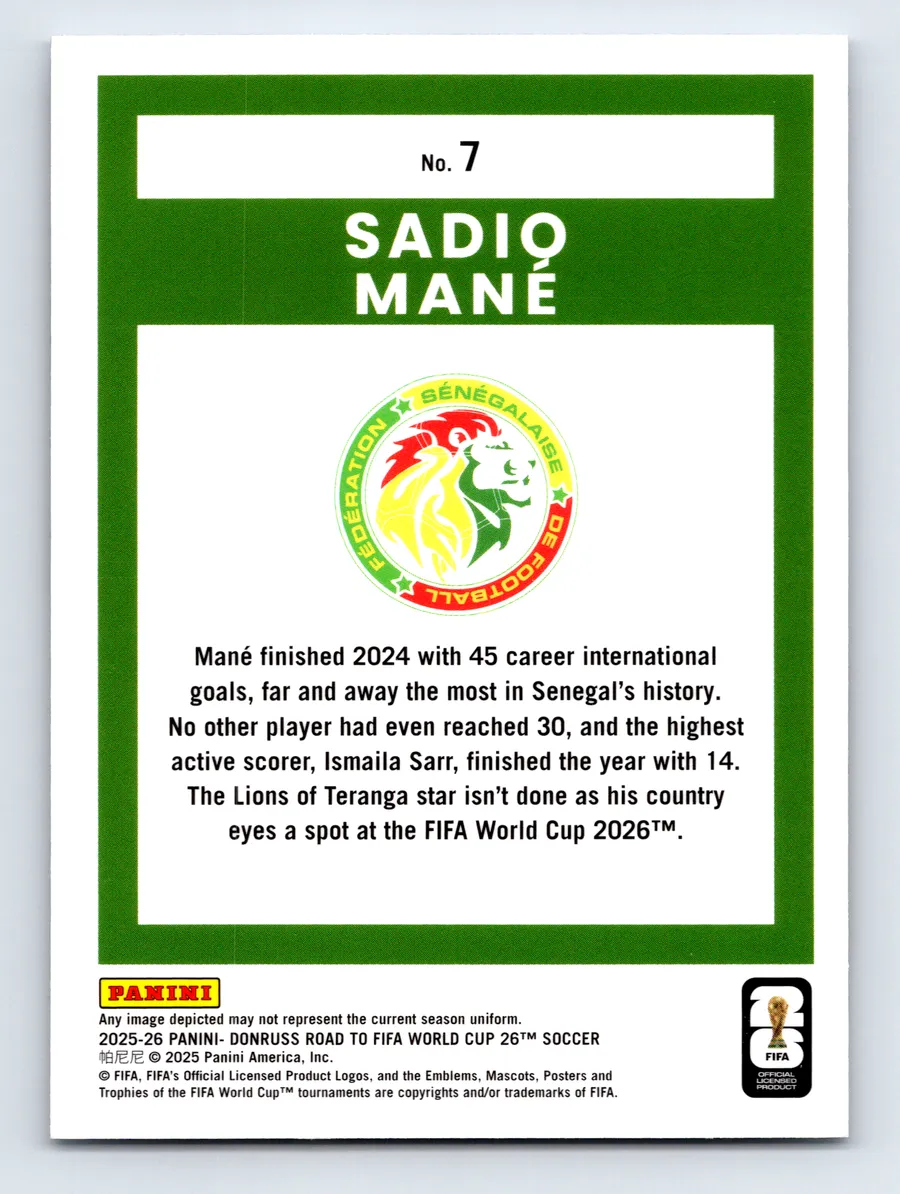 No. 7
SADIO
MANÉ
FÉDÉRATION ★ SÉNÉGALAISE ★ DE FOOTBALL ★
Mané finished 2024 with 45 career international
goals, far and away the most in Senegal's history.
No other player had even reached 30, and the highest
active scorer, Ismaila Sarr, finished the year with 14.
The Lions of Teranga star isn't done as his country
eyes a spot at the FIFA World Cup 2026™.
PANINI
Any image depicted may not represent the current season uniform.
2025-26 PANINI- DONRUSS ROAD TO FIFA WORLD CUP 26™ SOCCER
帕尼尼 © 2025 Panini America, Inc.
© FIFA, FIFA's Official Licensed Product Logos, and the Emblems, Mascots, Posters and
Trophies of the FIFA World Cup™ tournaments are copyrights and/or trademarks of FIFA.
26
FIFA
OFFICIAL
LICENSED
PRODUCT